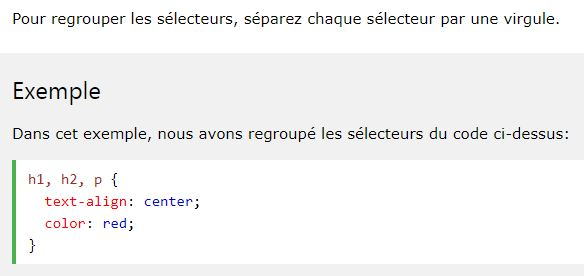 Pour regrouper les sélecteurs, séparez chaque sélecteur par une virgule.
Exemple
Dans cet exemple, nous avons regroupé les sélecteurs du code ci-dessus:
h1, h2, p {
  text-align: center;
  color: red;
}